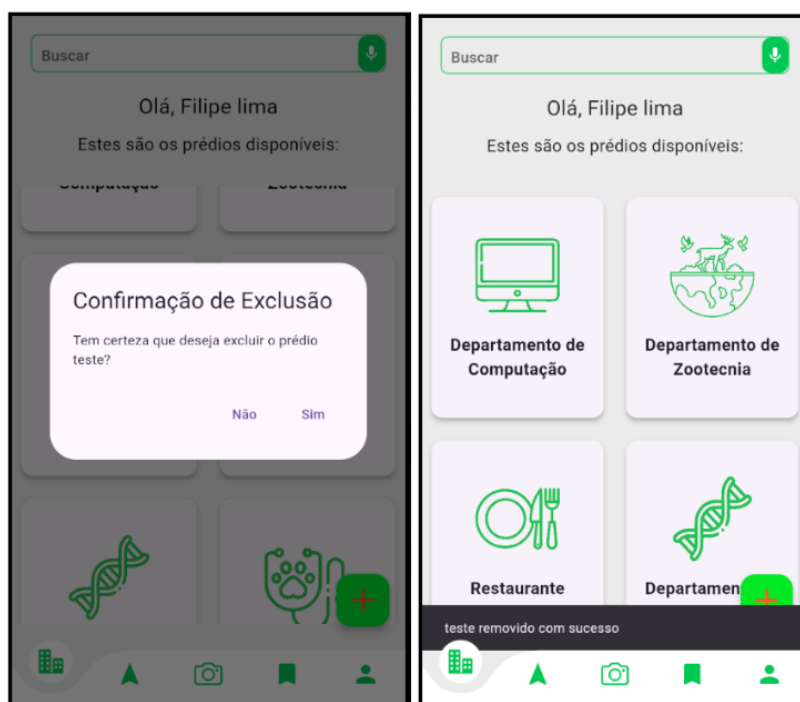 Buscar
Olá, Filipe lima
Estes são os prédios disponíveis:
Computação
Zootecnia
Confirmação de Exclusão
Tem certeza que deseja excluir o prédio
teste?
Não
Sim
Buscar
Olá, Filipe lima
Estes são os prédios disponíveis:
Departamento de
Computação
Departamento de
Zootecnia
Restaurante
Departamen
teste removido com sucesso